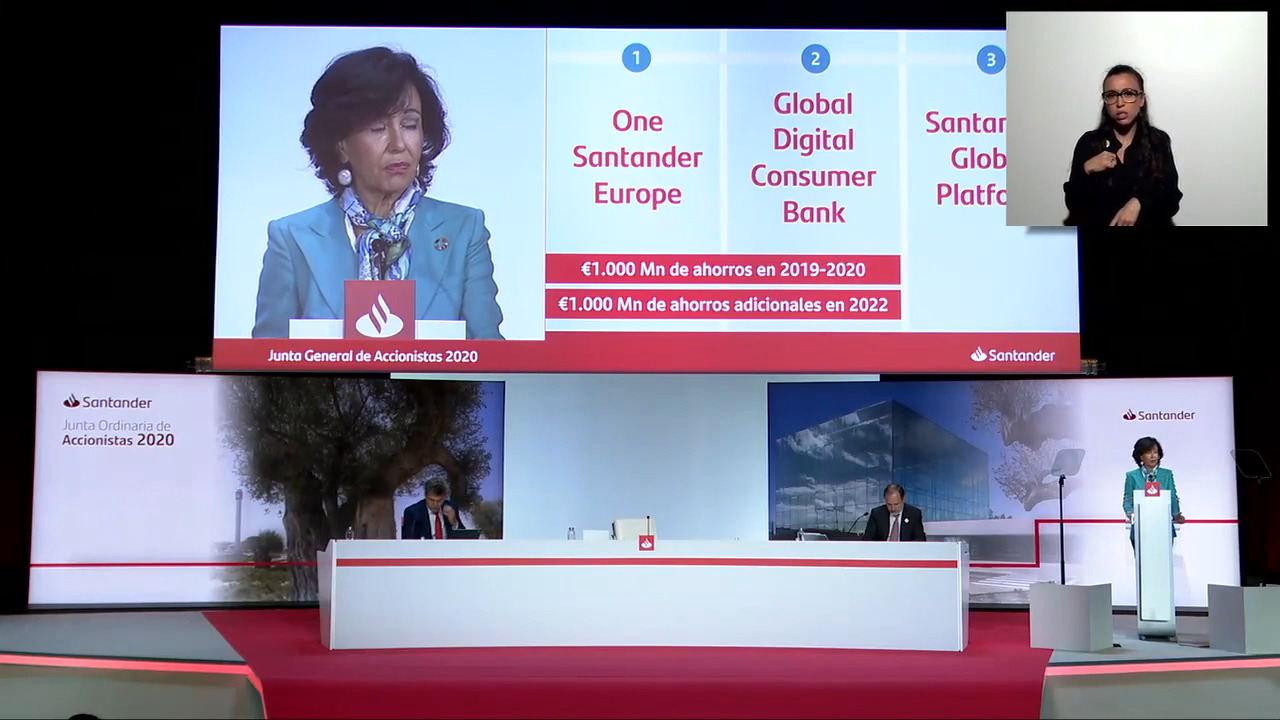 1
One
Santander
Europe
2
Global
Digital
Consumer
Bank
3
€1.000 Mn de ahorros en 2019-2020
€1.000 Mn de ahorros adicionales en 2022
Junta General de Accionistas 2020
Santander
Santander
Junta Ordinaria de
Accionistas 2020
Santander